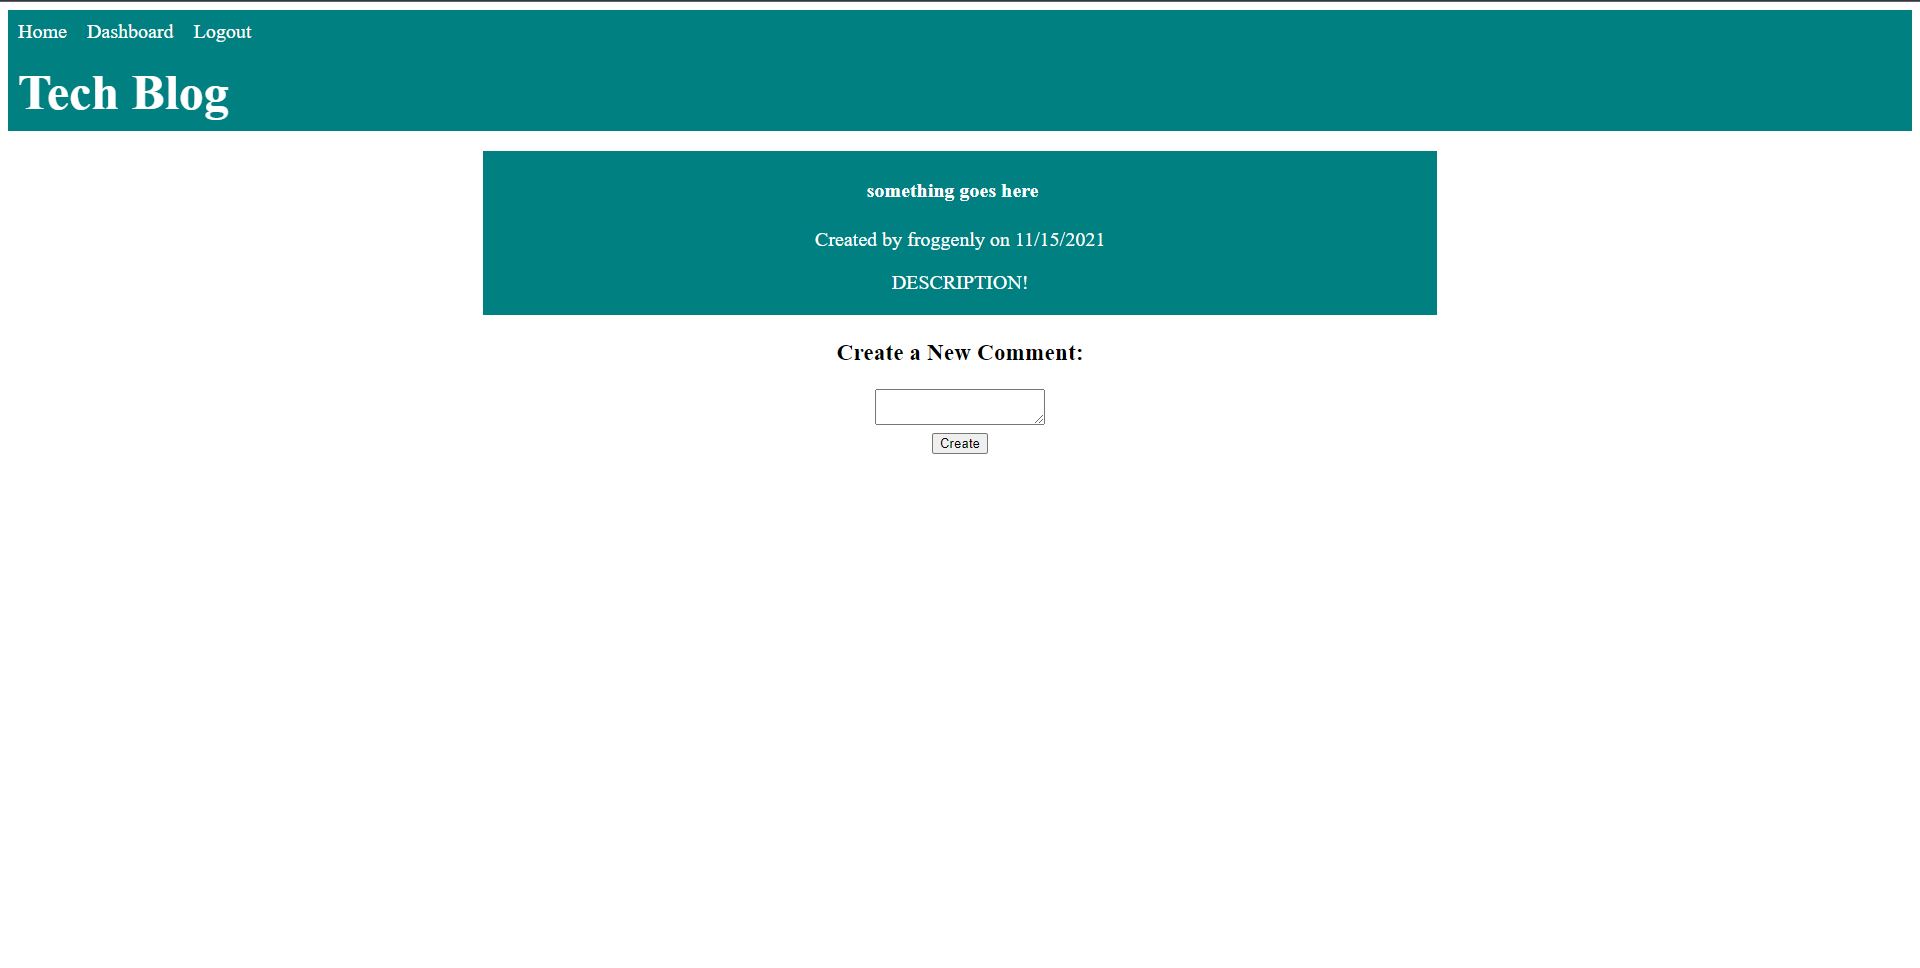 Home Dashboard Logout
Tech Blog
something goes here
Created by froggenly on 11/15/2021
DESCRIPTION!
Create a New Comment:
Create